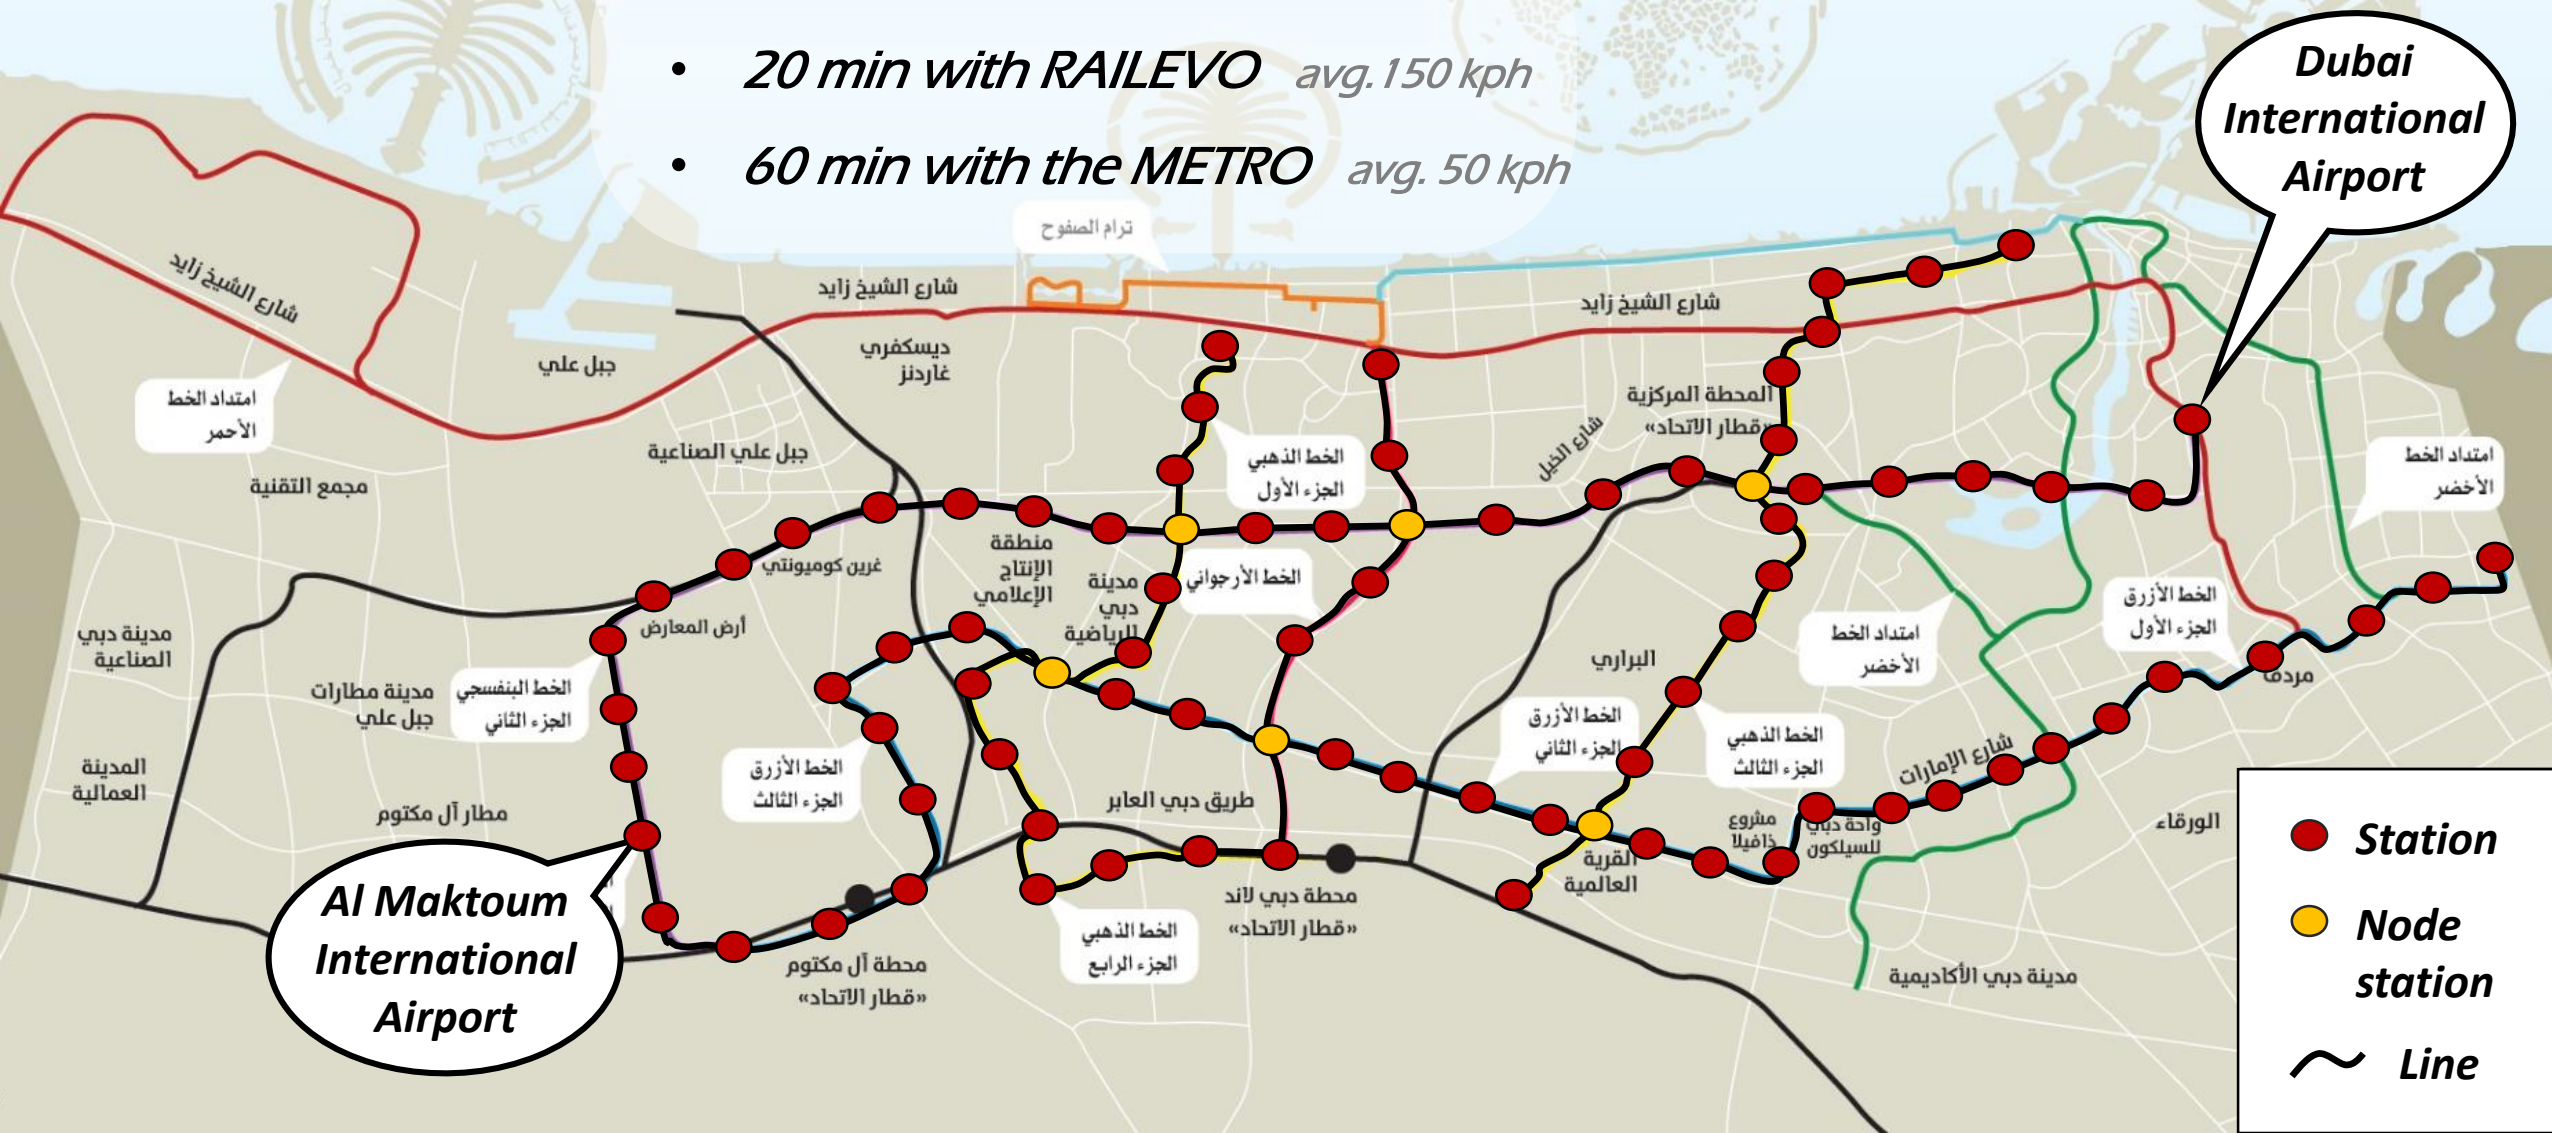 • 20 min with RAILEVO avg.150 kph
• 60 min with the METRO avg. 50 kph
Dubai
International
Airport
ترام الصفوح
شارع الشيخ زايد
شارع الشيخ زايد
شارع الشيخ زايد
ديسكفري
غاردنز
جبل علي
امتداد الخط
الأحمر
المحطة المركزية
«قطار الاتحاد»
شارع الخيل
جبل علي الصناعية
الخط الذهبي
الجزء الأول
امتداد الخط
الأخضر
مجمع التقنية
منطقة
الإنتاج
الإعلامي
غرين كوميونتي
مدينة
دبي
الرياضية
الخط الأرجواني
الخط الأزرق
الجزء الأول
أرض المعارض
مدينة دبي
الصناعية
امتداد الخط
الأخضر
البراري
مردف
مدينة مطارات
جبل علي
الخط البنفسجي
الجزء الثاني
الخط الأزرق
الجزء الثاني
الخط الذهبي
الجزء الثالث
شارع الإمارات
المدينة
العمالية
الخط الأزرق
الجزء الثالث
طريق دبي العابر
مطار آل مكتوم
مشروع
ذافيلا
واحة دبي
للسيلكون
الورقاء
القرية
العالمية
محطة دبي لاند
«قطار الاتحاد»
الخط الذهبي
الجزء الرابع
محطة آل مكتوم
«قطار الاتحاد»
مدينة دبي الأكاديمية
Al Maktoum
International
Airport
Station
Node
station
Line